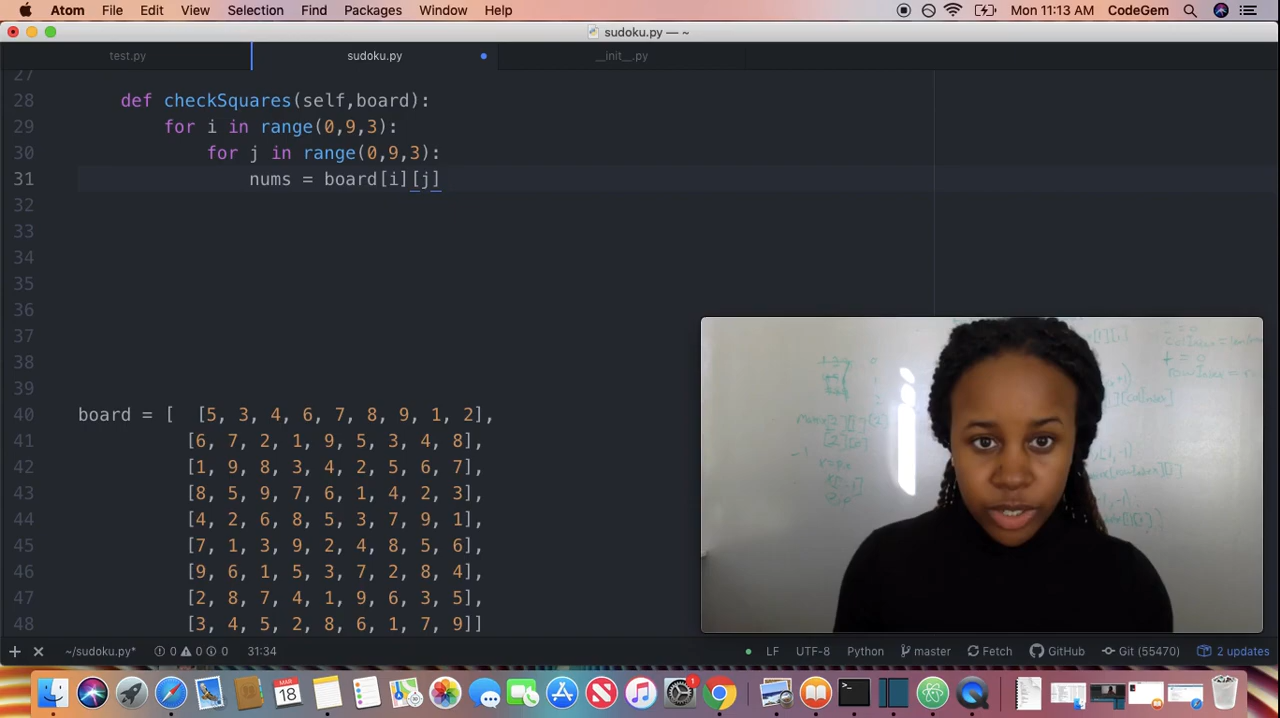 Atom File Edit View Selection Find Packages Window Help Mon 11:13 AM CodeGem
sudoku.py — ~
test.py sudoku.py __init__.py
27
28 def checkSquares(self,board):
29 for i in range(0,9,3):
30 for j in range(0,9,3):
31 nums = board[i][j]
32
33
34
35
36
37
38
39
40 board = [ [5, 3, 4, 6, 7, 8, 9, 1, 2],
41 [6, 7, 2, 1, 9, 5, 3, 4, 8],
42 [1, 9, 8, 3, 4, 2, 5, 6, 7],
43 [8, 5, 9, 7, 6, 1, 4, 2, 3],
44 [4, 2, 6, 8, 5, 3, 7, 9, 1],
45 [7, 1, 3, 9, 2, 4, 8, 5, 6],
46 [9, 6, 1, 5, 3, 7, 2, 8, 4],
47 [2, 8, 7, 4, 1, 9, 6, 3, 5],
48 [3, 4, 5, 2, 8, 6, 1, 7, 9]]
~/sudoku.py* 0 0 0 31:34 LF UTF-8 Python master Fetch GitHub Git (55470) 2 updates
MAR
18
1